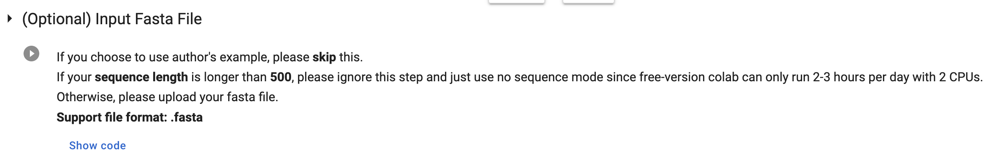 (Optional) Input Fasta File
If you choose to use author's example, please skip this.
If your sequence length is longer than 500, please ignore this step and just use no sequence mode since free-version colab can only run 2-3 hours per day with 2 CPUs.
Otherwise, please upload your fasta file.
Support file format: .fasta
Show code